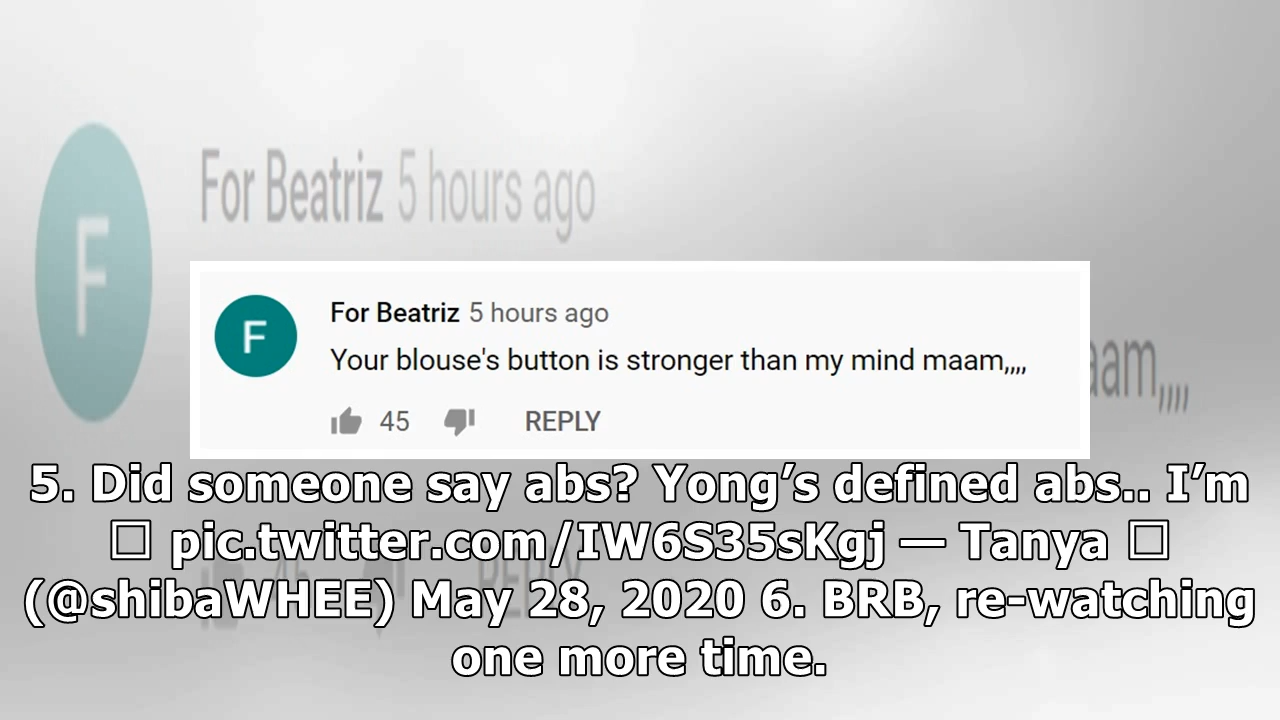 For Beatriz 5 hours ago
F
aam,,,,
For Beatriz 5 hours ago
F
Your blouse's button is stronger than my mind maam,,,,
45 REPLY
5. Did someone say abs? Yong’s defined abs.. I’m
□ pic.twitter.com/IW6S35sKgj — Tanya □
(@shibaWHEE) May 28, 2020 6. BRB, re-watching
one more time.